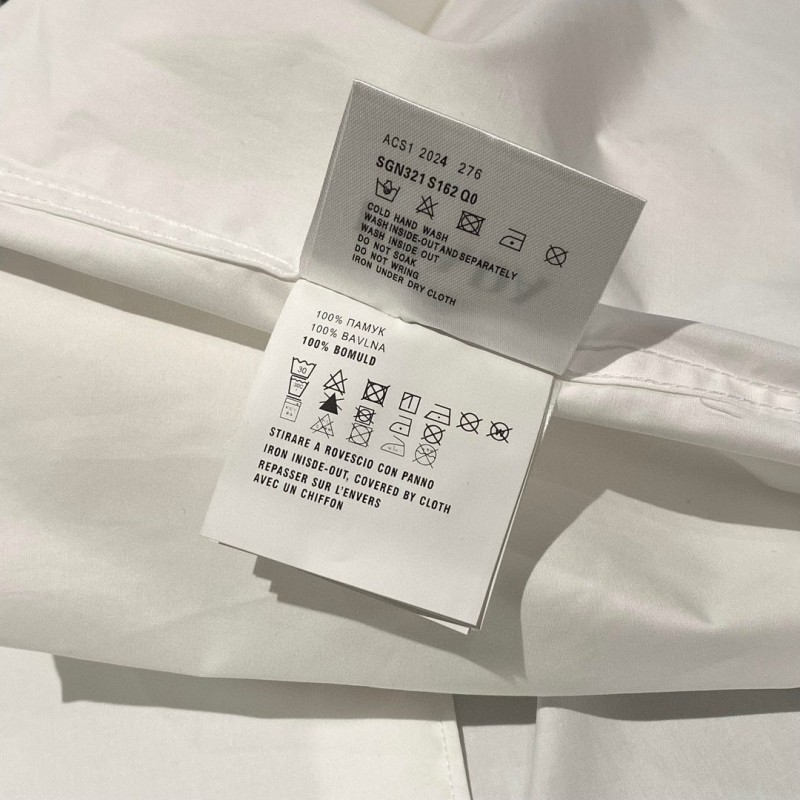 ACS1 2024 276
SGN321 S162 Q0
COLD HAND WASH
WASH INSIDE-OUT AND SEPARATELY
WASH INSIDE OUT
DO NOT SOAK
DO NOT WRING
IRON UNDER DRY CLOTH
100% ПАМУК
100% BAVLNA
100% BOMULD
30
W
STIRARE A ROVESCIO CON PANNO
IRON INISDE-OUT, COVERED BY CLOTH
REPASSER SUR L'ENVERS
AVEC UN CHIFFON